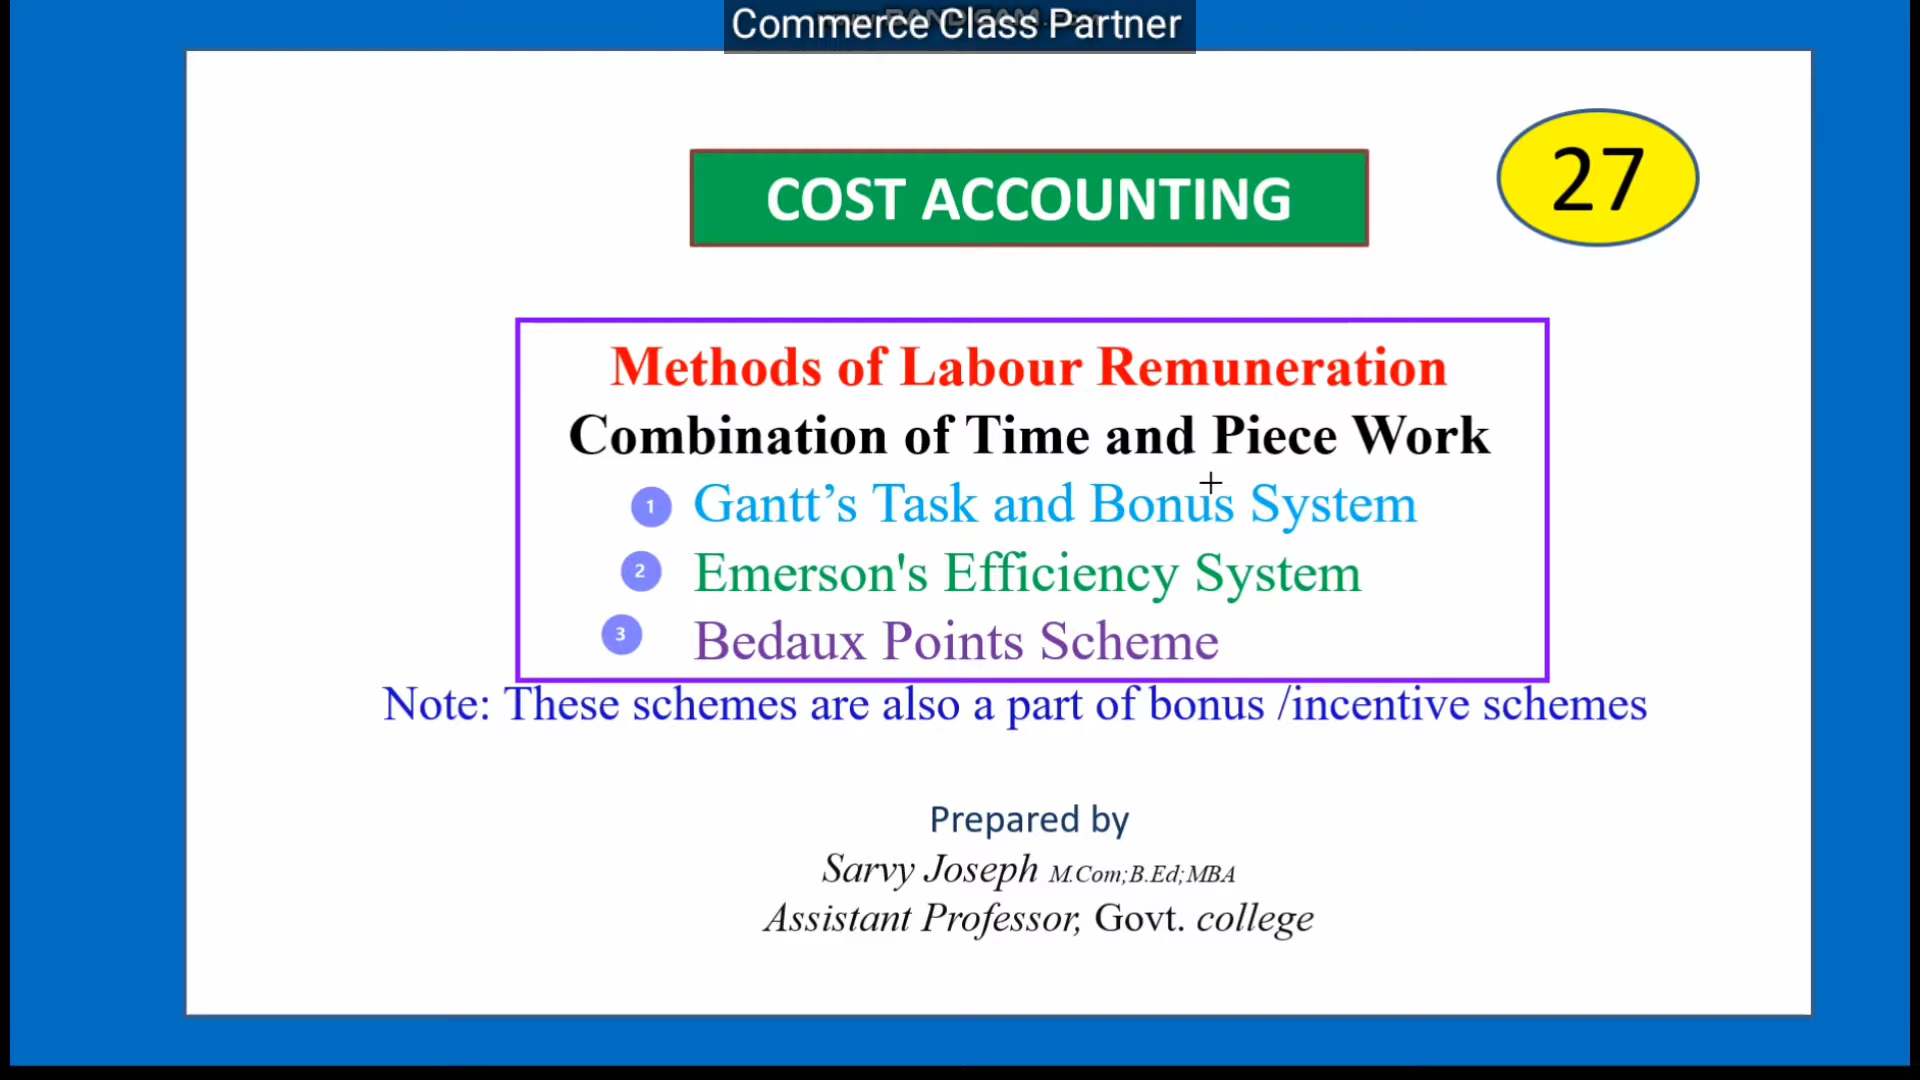 Commerce Class Partner
COST ACCOUNTING
27
Methods of Labour Remuneration
Combination of Time and Piece Work
1 Gantt’s Task and Bonus System
2 Emerson's Efficiency System
3 Bedaux Points Scheme
Note: These schemes are also a part of bonus /incentive schemes
Prepared by
Sarvy Joseph M.Com;B.Ed;MBA
Assistant Professor, Govt. college